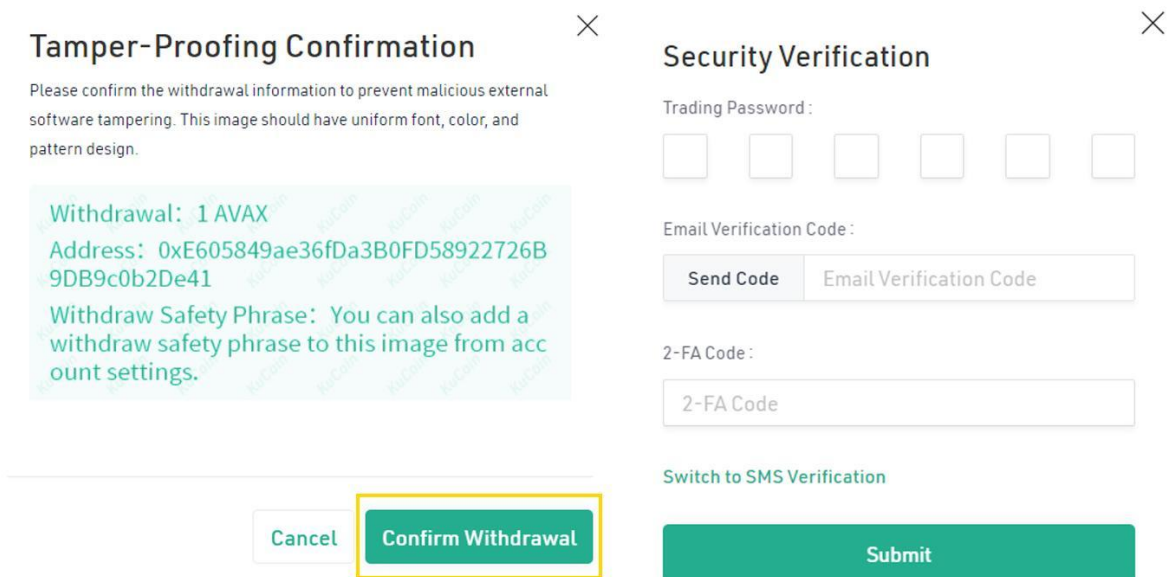 Tamper-Proofing Confirmation
Please confirm the withdrawal information to prevent malicious external
software tampering. This image should have uniform font, color, and
pattern design.
Withdrawal: 1 AVAX
Address: 0xE605849ae36fDa3B0FD58922726B
9DB9c0b2De41
Withdraw Safety Phrase: You can also add a
withdraw safety phrase to this image from acc
ount settings.
Cancel
Confirm Withdrawal
Security Verification
Trading Password :
Email Verification Code :
Send Code
Email Verification Code
2-FA Code :
2-FA Code
Switch to SMS Verification
Submit